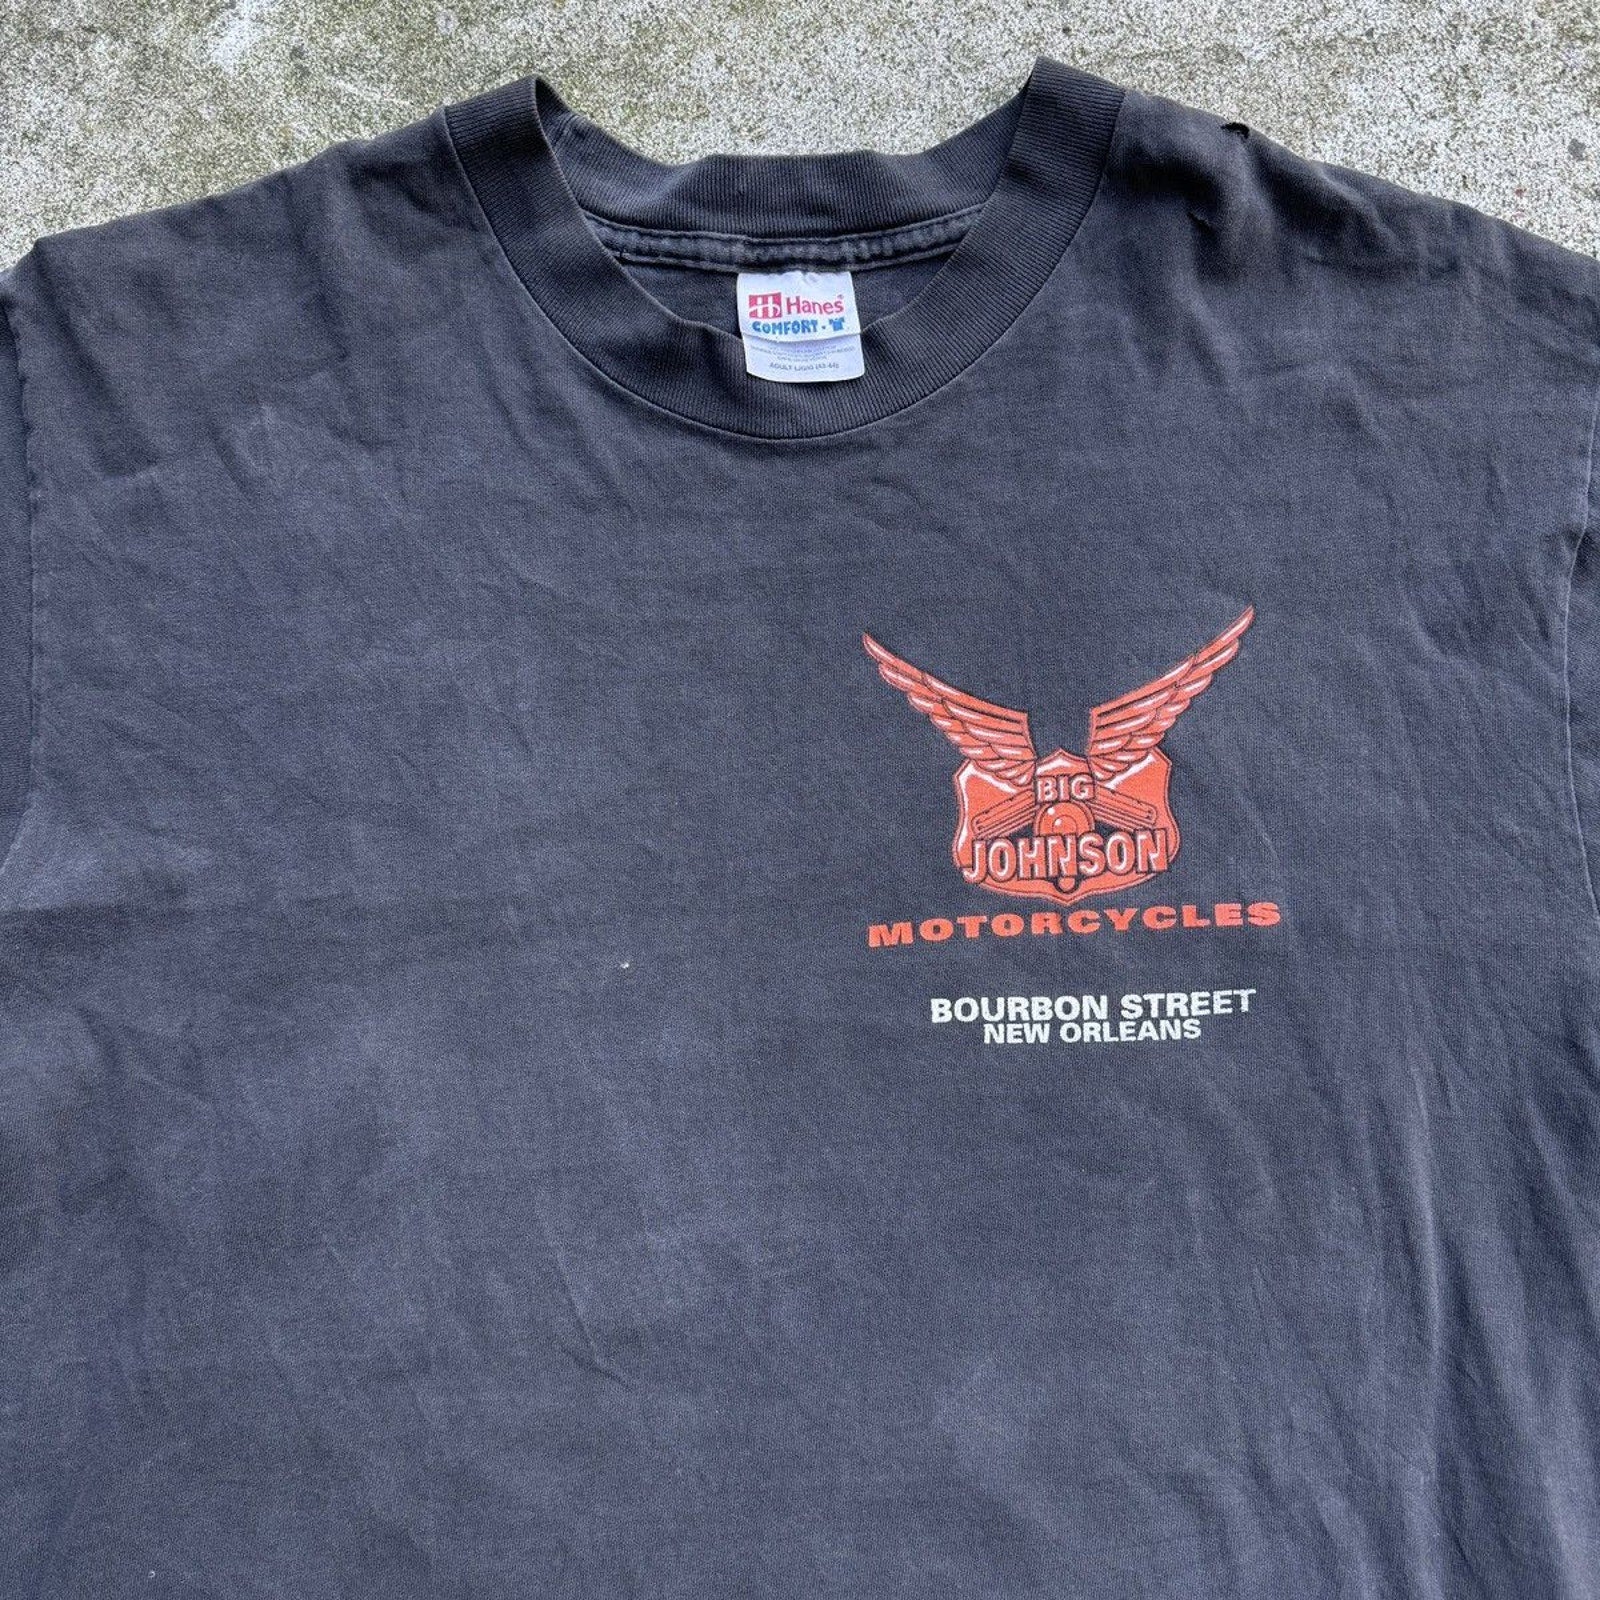 Hanes®
COMFORT-T
BIG
JOHNSON
MOTORCYCLES
BOURBON STREET
NEW ORLEANS